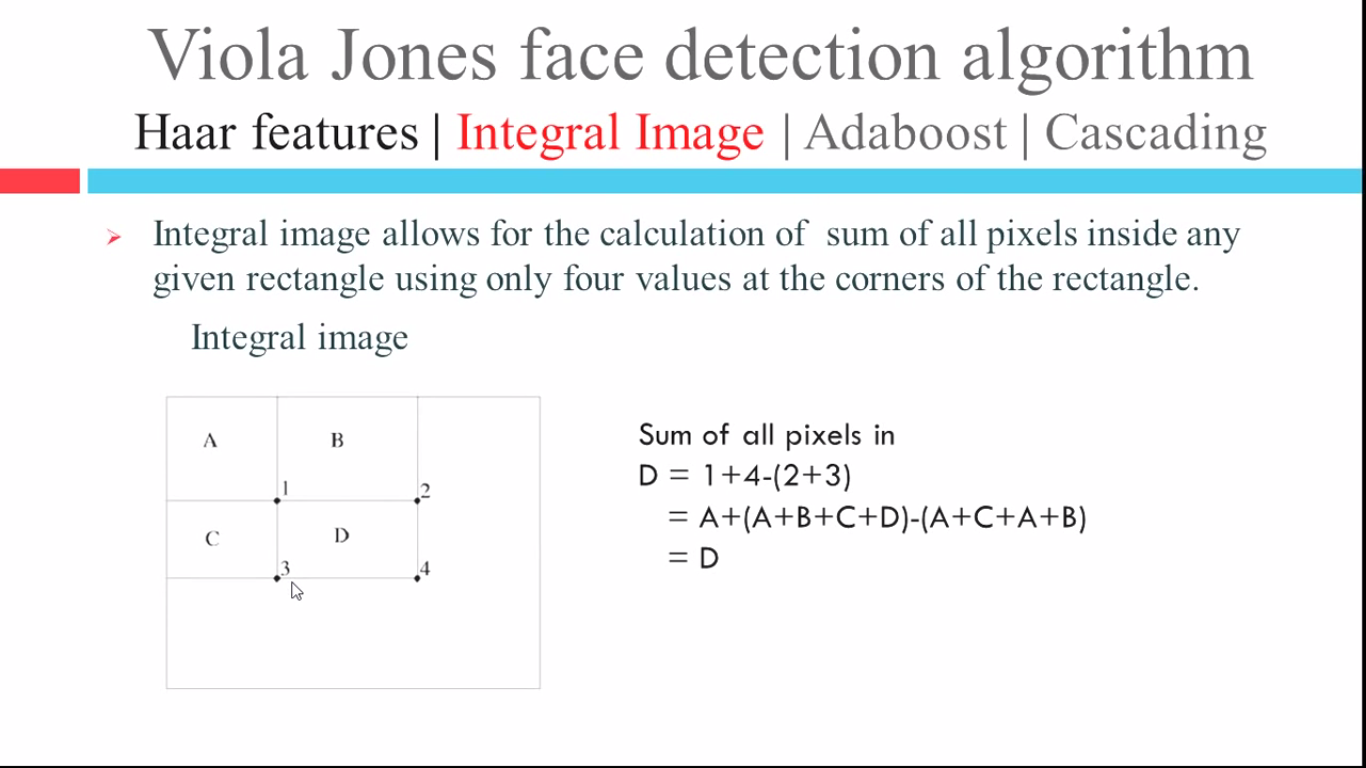 Viola Jones face detection algorithm
Haar features | Integral Image | Adaboost | Cascading
Integral image allows for the calculation of sum of all pixels inside any
given rectangle using only four values at the corners of the rectangle.
Integral image
A B
1 2
C D
3 4
Sum of all pixels in
D = 1+4-(2+3)
= A+(A+B+C+D)-(A+C+A+B)
= D